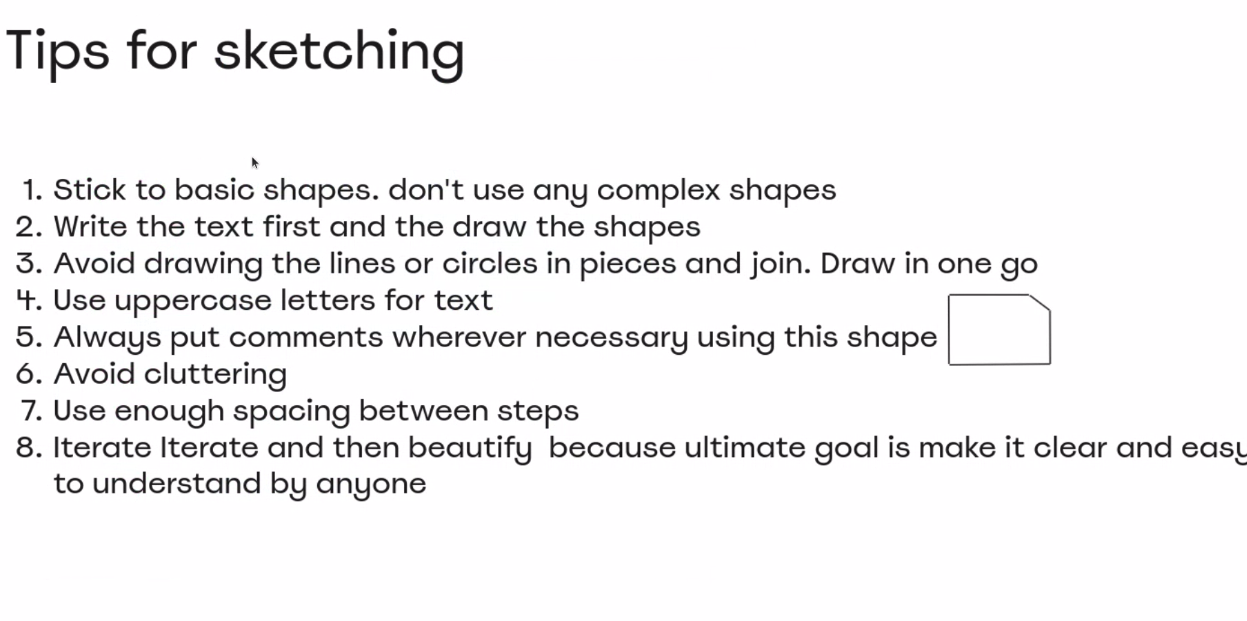 Tips for sketching
1. Stick to basic shapes. don't use any complex shapes
2. Write the text first and the draw the shapes
3. Avoid drawing the lines or circles in pieces and join. Draw in one go
4. Use uppercase letters for text
5. Always put comments wherever necessary using this shape
6. Avoid cluttering
7. Use enough spacing between steps
8. Iterate Iterate and then beautify  because ultimate goal is make it clear and easy
to understand by anyone